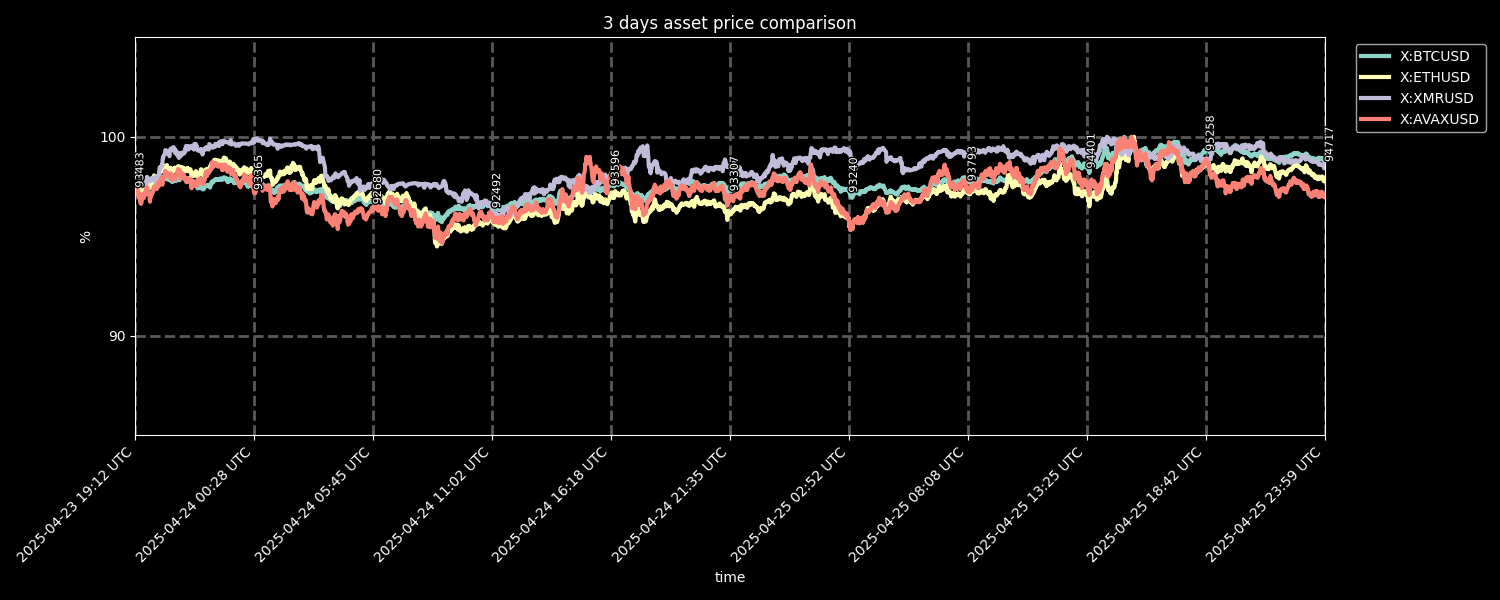 3 days asset price comparison
X:BTCUSD
X:ETHUSD
X:XMRUSD
X:AVAXUSD
100
90
%
93483
93365
92680
92492
93596
93307
93240
93793
94401
95258
94717
2025-04-23 19:12 UTC
2025-04-24 00:28 UTC
2025-04-24 05:45 UTC
2025-04-24 11:02 UTC
2025-04-24 16:18 UTC
2025-04-24 21:35 UTC
2025-04-25 02:52 UTC
2025-04-25 08:08 UTC
2025-04-25 13:25 UTC
2025-04-25 18:42 UTC
2025-04-25 23:59 UTC
time